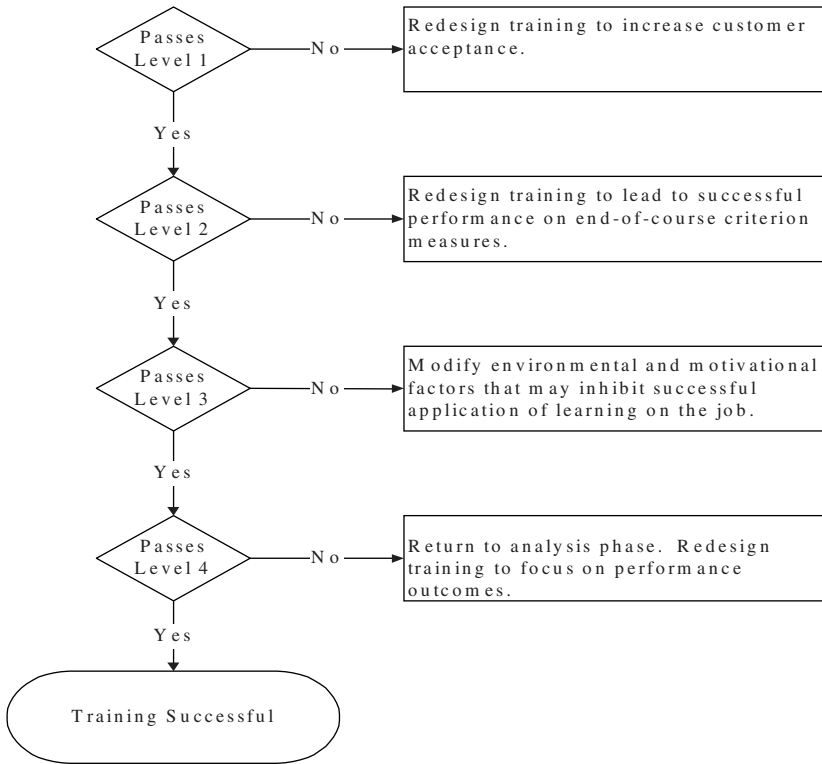 Passes
Level 1
No
Redesign training to increase customer
acceptance.
Yes
Passes
Level 2
No
Redesign training to lead to successful
performance on end-of-course criterion
measures.
Yes
Passes
Level 3
No
Modify environmental and motivational
factors that may inhibit successful
application of learning on the job.
Yes
Passes
Level 4
No
Return to analysis phase. Redesign
training to focus on performance
outcomes.
Yes
Training Successful